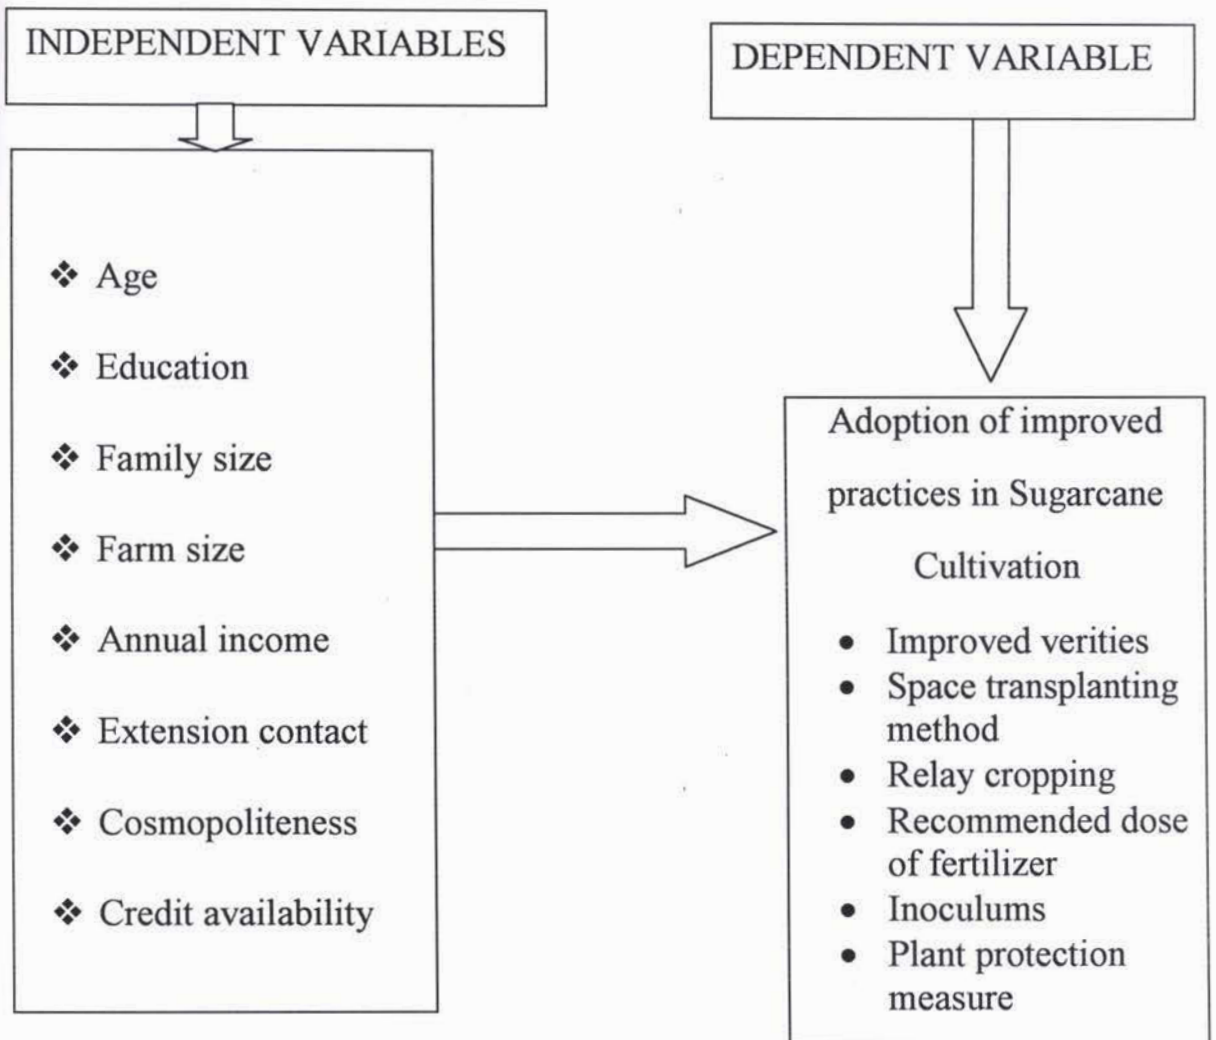 INDEPENDENT VARIABLES
DEPENDENT VARIABLE
❖ Age
❖ Education
❖ Family size
❖ Farm size
❖ Annual income
❖ Extension contact
❖ Cosmopoliteness
❖ Credit availability
Adoption of improved
practices in Sugarcane
Cultivation
• Improved verities
• Space transplanting
method
• Relay cropping
• Recommended dose
of fertilizer
• Inoculums
• Plant protection
measure